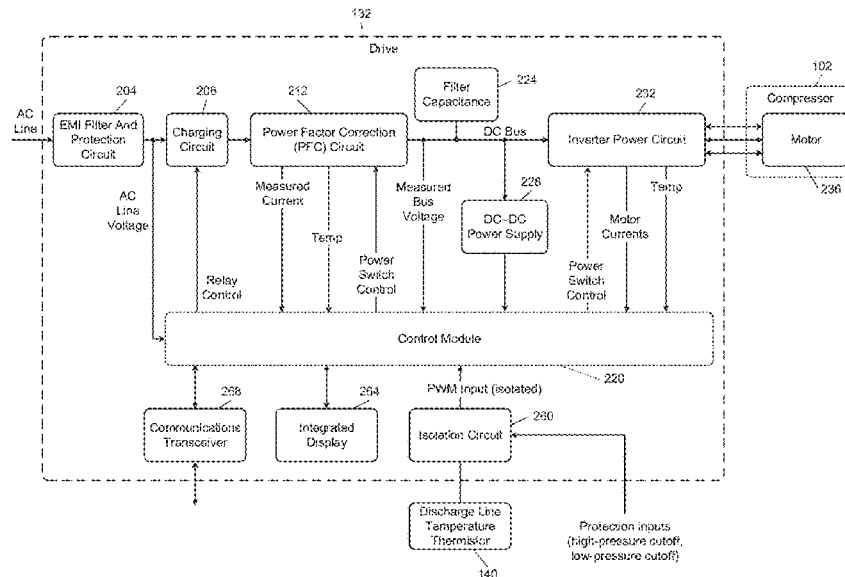 132
Drive
204
208
212
Filter
Capacitance
224
232
102
Compressor
AC
Line
EMI Filter And
Protection
Circuit
Charging
Circuit
Power Factor Correction
(PFC) Circuit
DC Bus
Inverter Power Circuit
Motor
236
AC
Line
Voltage
Relay
Control
Measured
Current
Temp
Power
Switch
Control
Measured
Bus
Voltage
228
DC-DC
Power Supply
Power
Switch
Control
Motor
Currents
Temp
Control Module
220
PWM Input (isolated)
268
264
260
Communications
Transceiver
Integrated
Display
Isolation Circuit
Discharge Line
Temperature
Thermistor
140
Protection inputs
(high-pressure cutoff,
low-pressure cutoff)